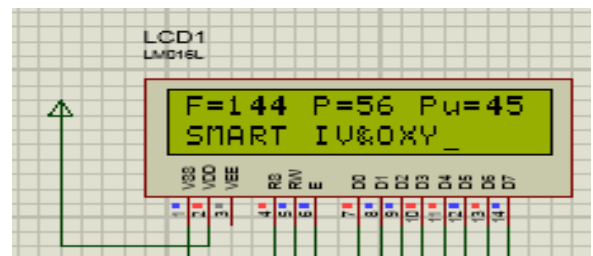 LCD1
LM016L
F=144 P=56 Pu=45
SMART IV&OXY_
VSS VDD VEE RS RW E D0 D1 D2 D3 D4 D5 D6 D7
1 2 3 4 5 6 7 8 9 10 11 12 13 14